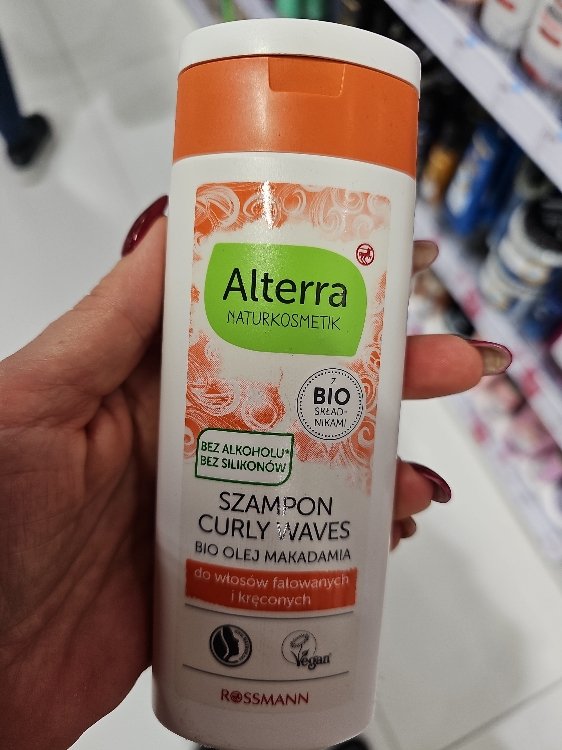 Alterra
NATURKOSMETIK
Z
BIO
SKŁAD-
NIKAMI
BEZ ALKOHOLU*
BEZ SILIKONÓW
SZAMPON
CURLY WAVES
BIO OLEJ MAKADAMIA
do włosów falowanych
i kręconych
Vegan
ROSSMANN